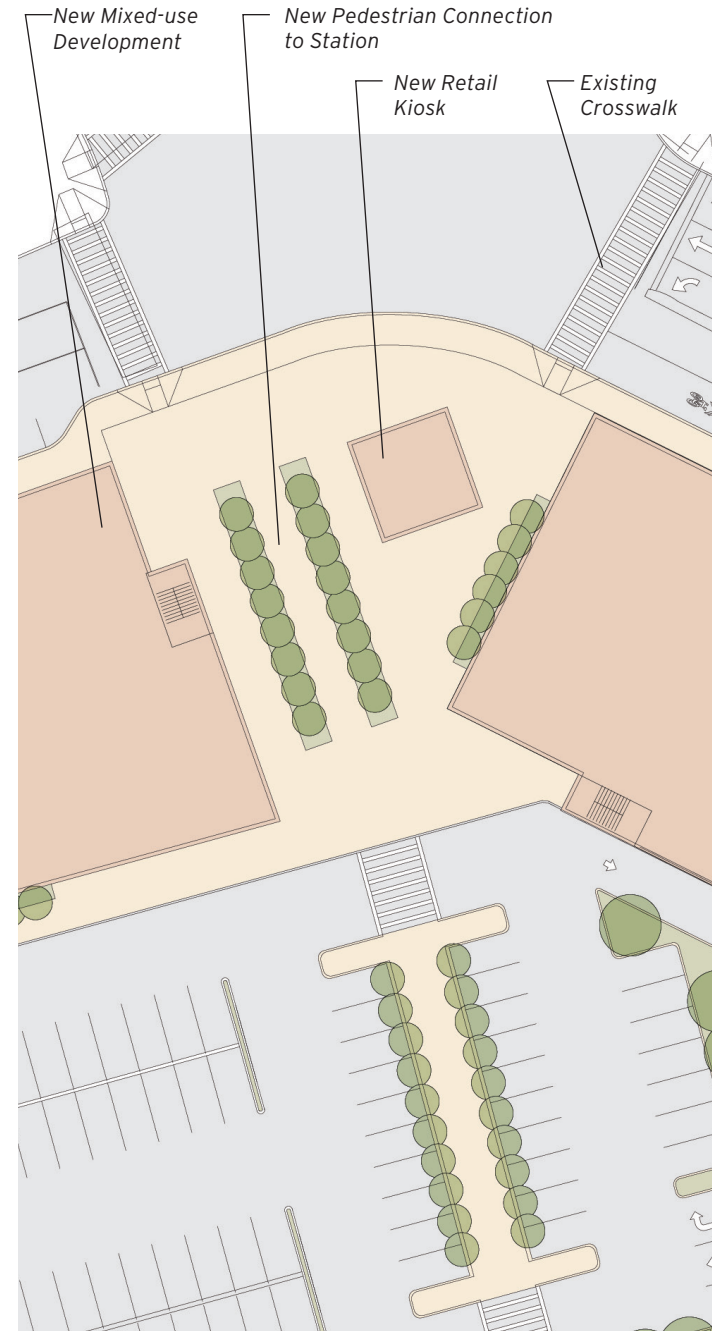 New Mixed-use
Development
New Pedestrian Connection
to Station
New Retail
Kiosk
Existing
Crosswalk